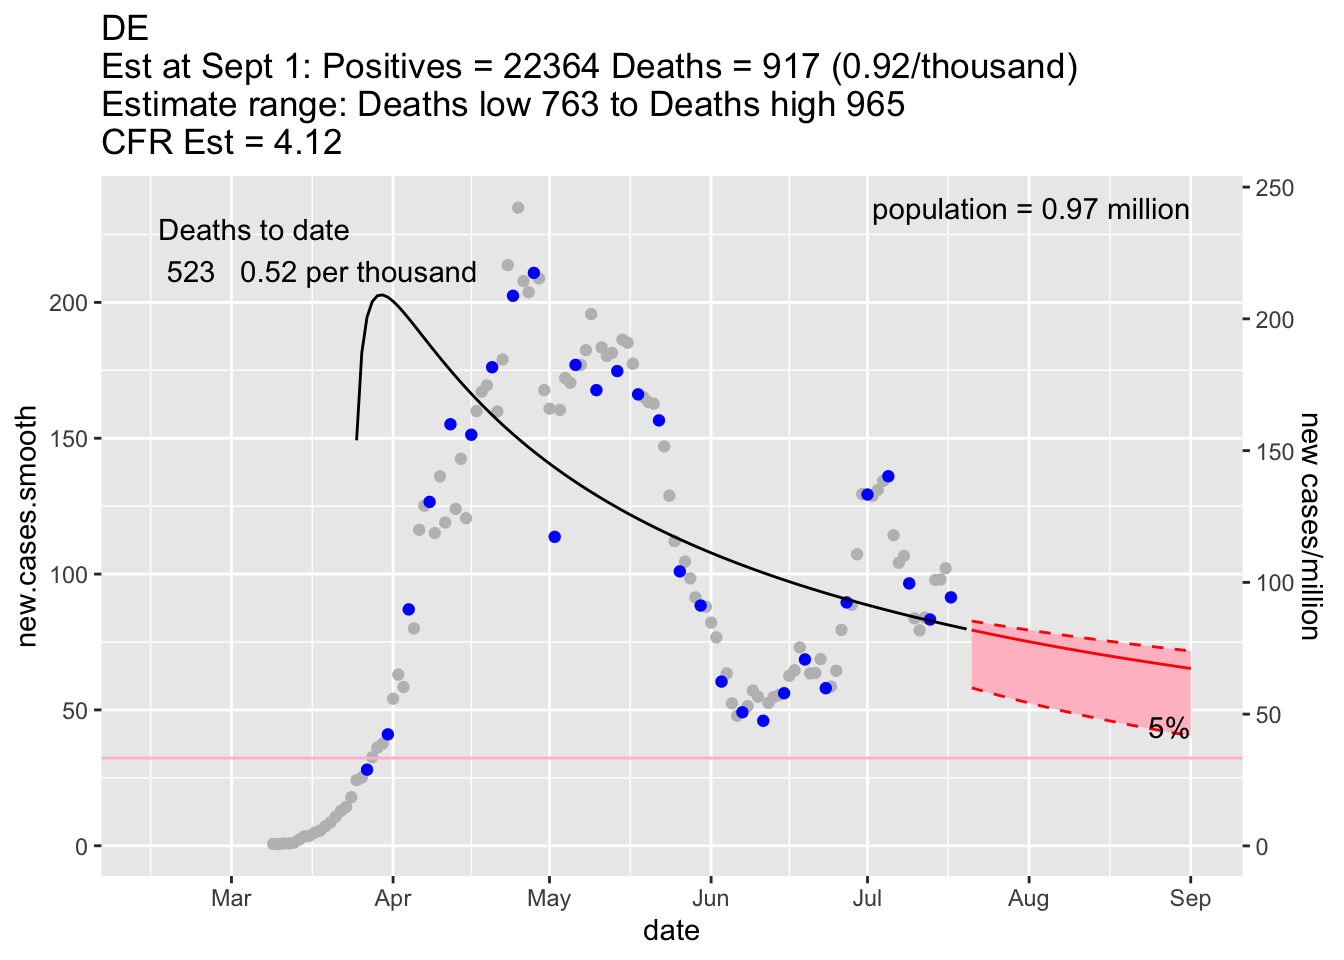 DE
Est at Sept 1: Positives = 22364 Deaths = 917 (0.92/thousand)
Estimate range: Deaths low 763 to Deaths high 965
CFR Est = 4.12
Deaths to date
523 0.52 per thousand
population = 0.97 million
5%
new.cases.smooth
200
150
100
50
0
250
200
150
100
50
0
new cases/million
Mar Apr May Jun Jul Aug Sep
date